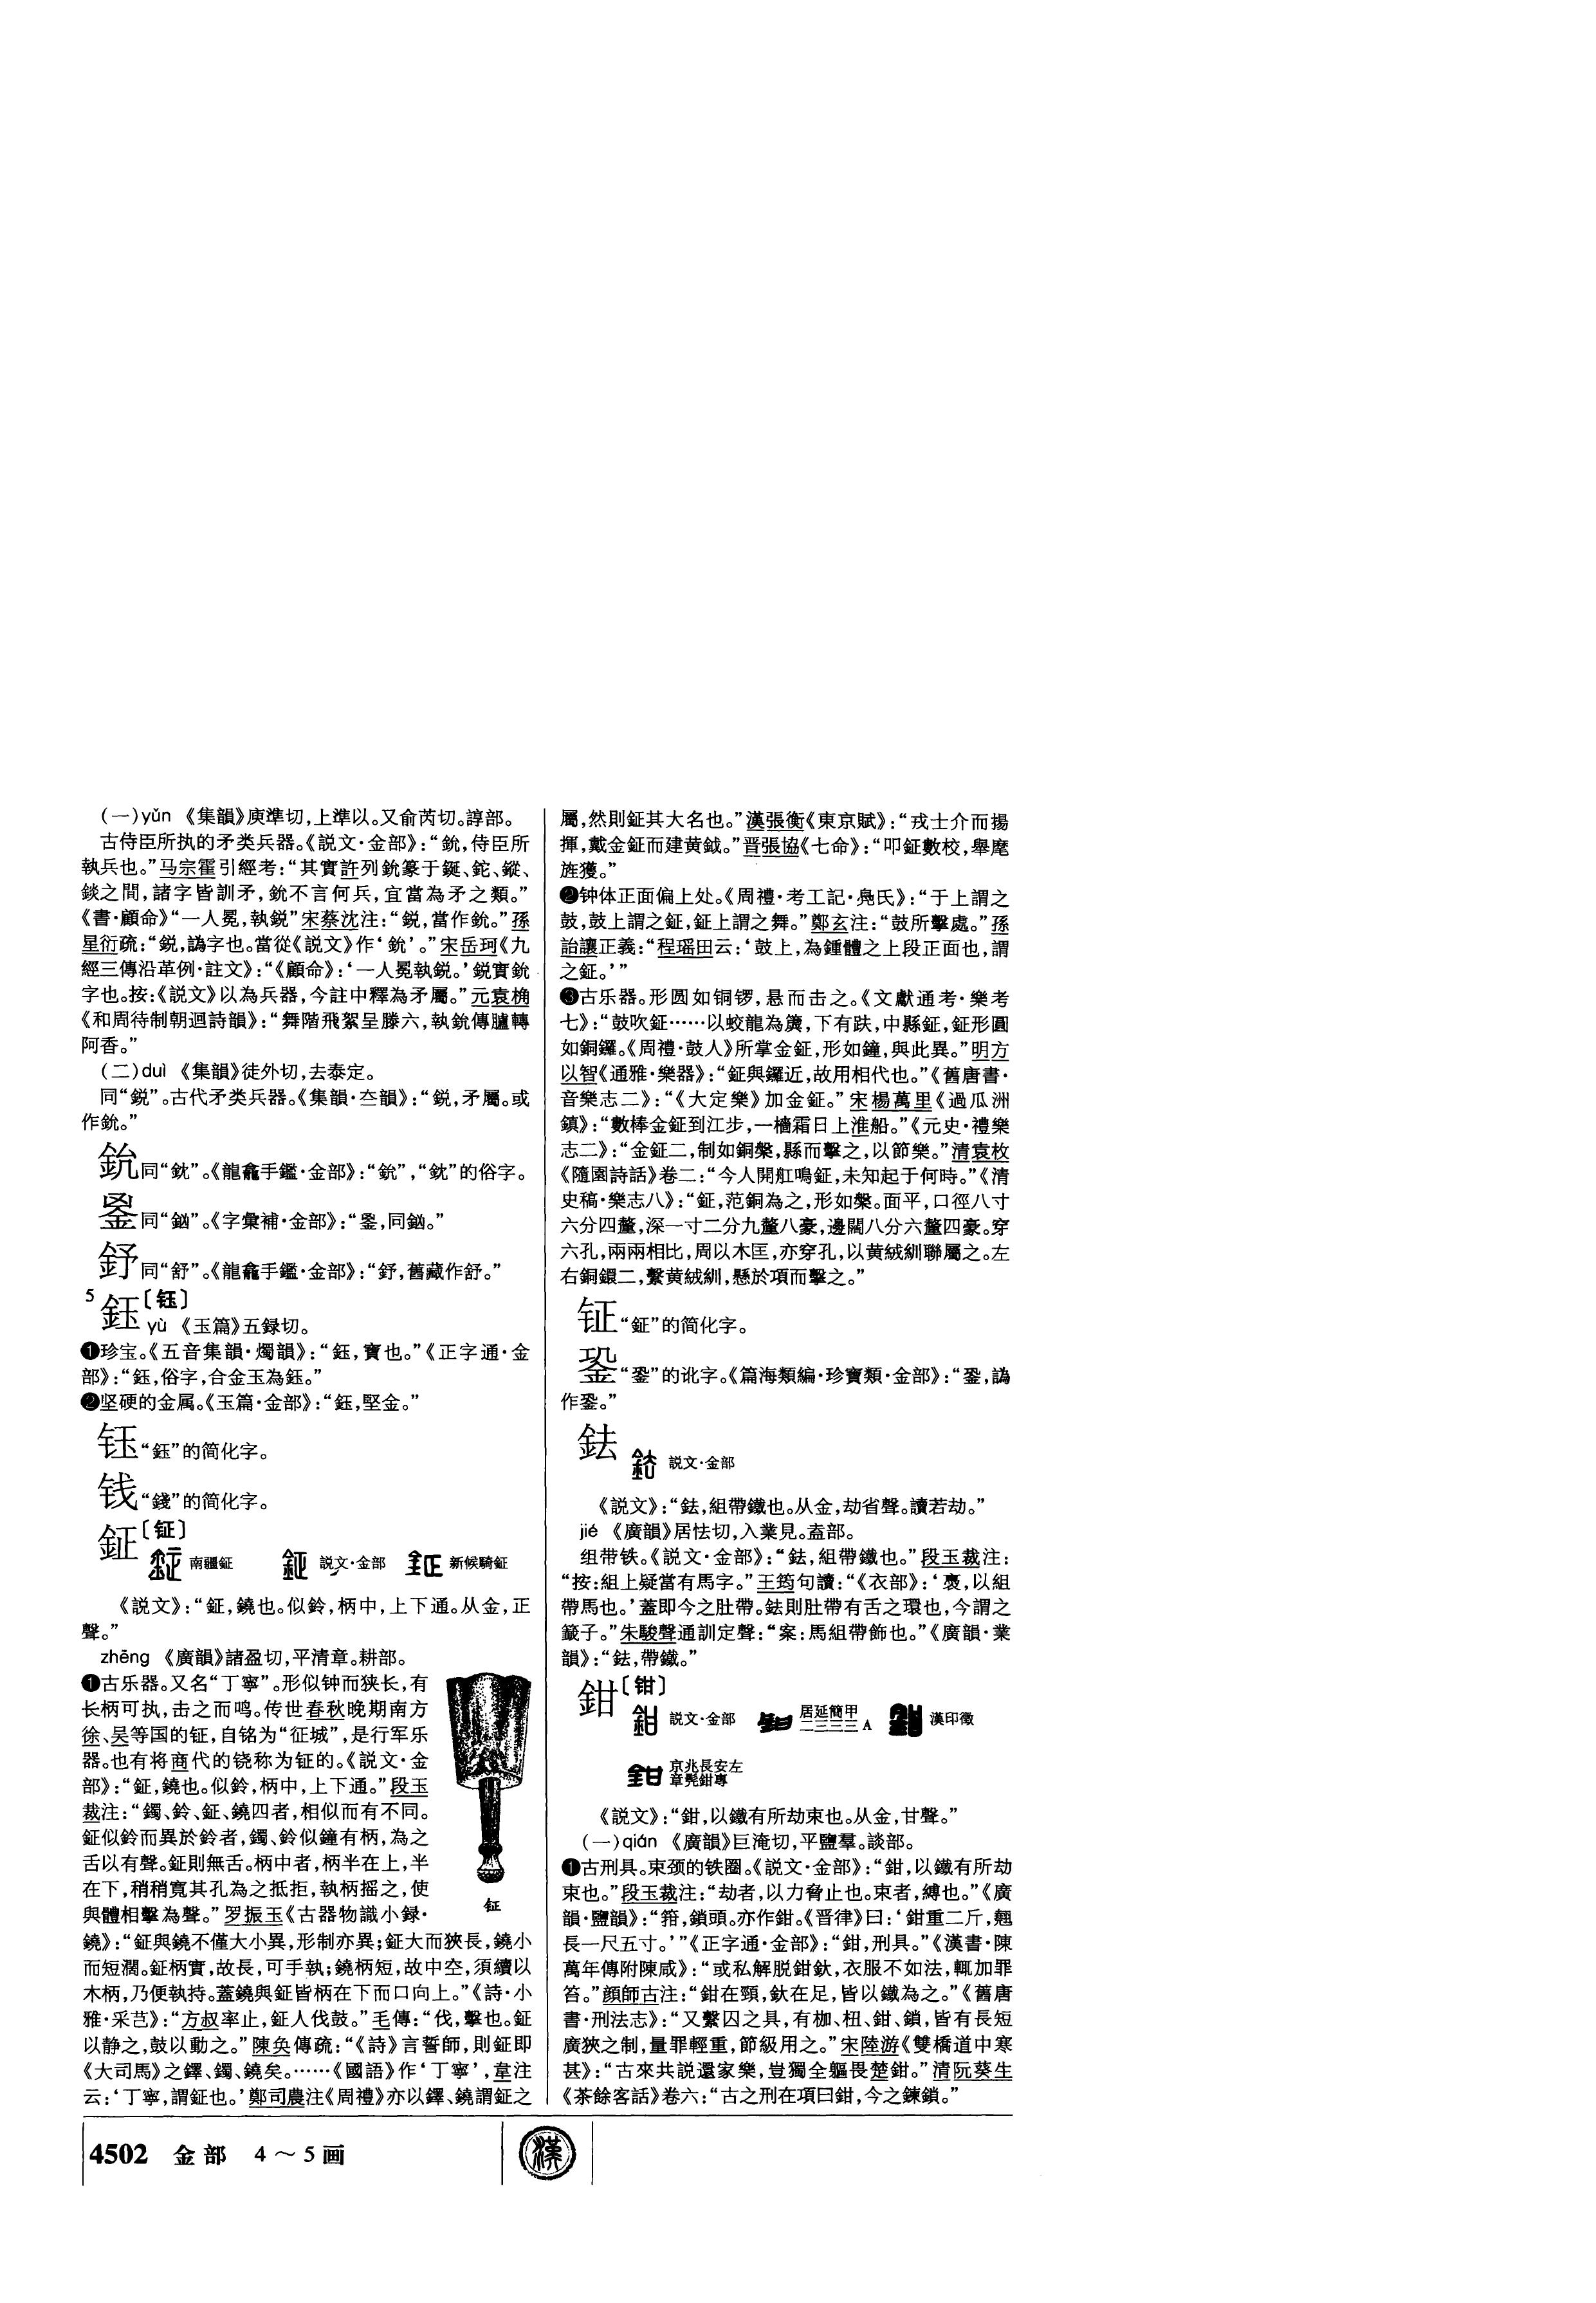 (一)yǔn 《集韻》庾準切,上準以。又俞芮切。諄部。
古侍臣所执的矛类兵器。《説文·金部》:“鈗,侍臣所
執兵也。”马宗霍引經考:“其實許列鈗篆于鋋、鉈、鏦、
錟之間,諸字皆訓矛,鈗不言何兵,宜當為矛之類。”
《書·顧命》“一人冕,執鋭”宋蔡沈注:“鋭,當作鈗。”孫
星衍疏:“鋭,譌字也。當從《説文》作‘鈗’。”宋岳珂《九
經三傳沿革例·註文》:“《顧命》:‘一人冕執鋭。’鋭實鈗
字也。按:《説文》以為兵器,今註中釋為矛屬。”元袁桷
《和周待制朝迴詩韻》:“舞階飛絮呈滕六,執鈗傳臚轉
阿香。”
(二)duì 《集韻》徒外切,去泰定。
同“鋭”。古代矛类兵器。《集韻·夳韻》:“鋭,矛屬。或
作鈗。”
同“鈂”。《龍龕手鑑·金部》:“”,“鈂”的俗字。
同“鎐”。《字彙補·金部》:“
釾同“舒”。《龍龕手鑑·金部》:“舒,舊藏作舒。”
5 鈺〔钰〕
yù 《玉篇》五録切。
❶珍宝。《五音集韻·燭韻》:“鈺,寶也。”《正字通·金
部》:“鈺,俗字,合金玉為鈺。”
❷坚硬的金属。《玉篇·金部》:“鈺,堅金。”
钰“鈺”的简化字。
钱“錢”的简化字。
鉦〔钲〕
南疆鉦 説文·金部 新候騎鉦
《説文》:“鉦,鐃也。似鈴,柄中,上下通。从金,正
聲。”
zhēng 《廣韻》諸盈切,平清章。耕部。
❶古乐器。又名“丁寧”。形似钟而狭长,有
长柄可执,击之而鸣。传世春秋晚期南方
徐、吴等国的钲,自铭为“征城”,是行军乐
器。也有将商代的铙称为钲的。《説文·金
部》:“鉦,鐃也。似鈴,柄中,上下通。”段玉
裁注:“鐲、鈴、鉦、鐃四者,相似而有不同。
鉦似鈴而異於鈴者,鐲、鈴似鐘有柄,為之
舌以有聲。鉦則無舌。柄中者,柄半在上,半
在下,稍稍寬其孔為之抵拒,執柄摇之,使
與體相擊為聲。”罗振玉《古器物識小録·
鉦
鐃》:“鉦與鐃不僅大小異,形制亦異;鉦大而狹長,鐃小
而短濶。鉦柄實,故長,可手執;鐃柄短,故中空,須續以
木柄,乃便執持。蓋鐃與鉦皆柄在下而口向上。”《詩·小
雅·采芑》:“方叔率止,鉦人伐鼓。”毛傳:“伐,擊也。鉦
以静之,鼓以動之。”陳奂傳疏:“《詩》言誓師,則鉦即
《大司馬》之鐸、鐲、鐃矣。……《國語》作‘丁寧’,韋注
云:‘丁寧,謂鉦也。’鄭司農注《周禮》亦以鐸、鐃謂鉦之
屬,然則鉦其大名也。”漢張衡《東京賦》:“戎士介而揚
揮,戴金鉦而建黄鉞。”晋張協《七命》:“叩鉦數校,舉麾
旌獲。”
❷钟体正面偏上处。《周禮·考工記·鳧氏》:“于上謂之
鼓,鼓上謂之鉦,鉦上謂之舞。”鄭玄注:“鼓所擊處。”孫
詒讓正義:“程瑶田云:‘鼓上,為鍾體之上段正面也,謂
之鉦。’”
❸古乐器。形圆如铜锣,悬而击之。《文獻通考·樂考
七》:“鼓吹鉦……以蛟龍為簴,下有趺,中縣鉦,鉦形圓
如銅鑼。《周禮·鼓人》所掌金鉦,形如鐘,與此異。”明方
以智《通雅·樂器》:“鉦與鑼近,故用相代也。”《舊唐書·
音樂志二》:“《大定樂》加金鉦。”宋楊萬里《過瓜洲
鎮》:“數棒金鉦到江步,一檣霜日上淮船。”《元史·禮樂
志二》:“金鉦二,制如銅槃,縣而擊之,以節樂。”清袁枚
《隨園詩話》卷二:“今人開舡鳴鉦,未知起于何時。”《清
史稿·樂志八》:“鉦,范銅為之,形如槃。面平,口徑八寸
六分四釐,深一寸二分九釐八豪,邊闊八分六釐四豪。穿
六孔,兩兩相比,周以木匡,亦穿孔,以黄絨紃聯屬之。左
右銅鐶二,繫黄絨紃,懸於項而擊之。”
钲“鉦”的简化字。
的讹字。《篇海類編·珍寶類·金部》:
鉣
説文·金部
《説文》:“鉣,組帶鐵也。从金,劫省聲。讀若劫。”
jié 《廣韻》居怯切,入業見。盍部。
组带铁。《説文·金部》:“鉣,組帶鐵也。”段玉裁注:
“按:組上疑當有馬字。”王筠句讀:“《衣部》:‘褭,以組
帶馬也。’蓋即今之肚帶。鉣則肚帶有舌之環也,今謂之
籖子。”朱駿聲通訓定聲:“案:馬組帶飾也。”《廣韻·業
韻》:“鉣,帶鐵。”
鉗〔钳〕
説文·金部 居延簡甲二三三三A 漢印徵
京兆長安左章髡鉗專
《説文》:“鉗,以鐵有所劫束也。从金,甘聲。”
(一)qián 《廣韻》巨淹切,平鹽羣。談部。
❶古刑具。束颈的铁圈。《説文·金部》:“鉗,以鐵有所劫
束也。”段玉裁注:“劫者,以力脅止也。束者,縛也。”《廣
韻·鹽韻》:“箝,鎖頭。亦作鉗。《晋律》曰:‘鉗重二斤,翹
長一尺五寸。’”《正字通·金部》:“鉗,刑具。”《漢書·陳
萬年傳附陳咸》:“或私解脱鉗釱,衣服不如法,輒加罪
笞。”顔師古注:“鉗在頸,釱在足,皆以鐵為之。”《舊唐
書·刑法志》:“又繫囚之具,有枷、杻、鉗、鎖,皆有長短
廣狹之制,量罪輕重,節級用之。”宋陸游《雙橋道中寒
甚》:“古來共説還家樂,豈獨全軀畏楚鉗。”清阮葵生
《茶餘客話》卷六:“古之刑在項曰鉗,今之鍊鎖。”
4502 金部 4～5画
漢